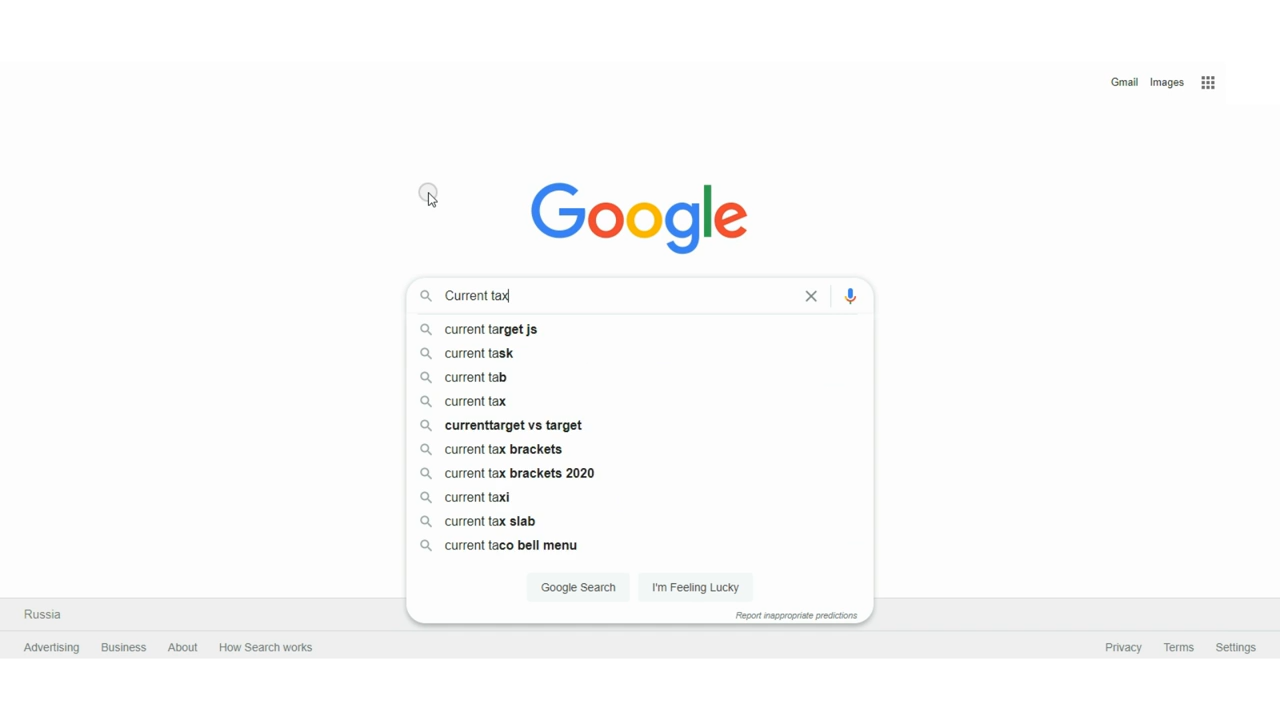 Gmail Images
Google
Current tax
current target js
current task
current tab
current tax
currenttarget vs target
current tax brackets
current tax brackets 2020
current taxi
current tax slab
current taco bell menu
Google Search I'm Feeling Lucky
Report inappropriate predictions
Russia
Advertising Business About How Search works Privacy Terms Settings